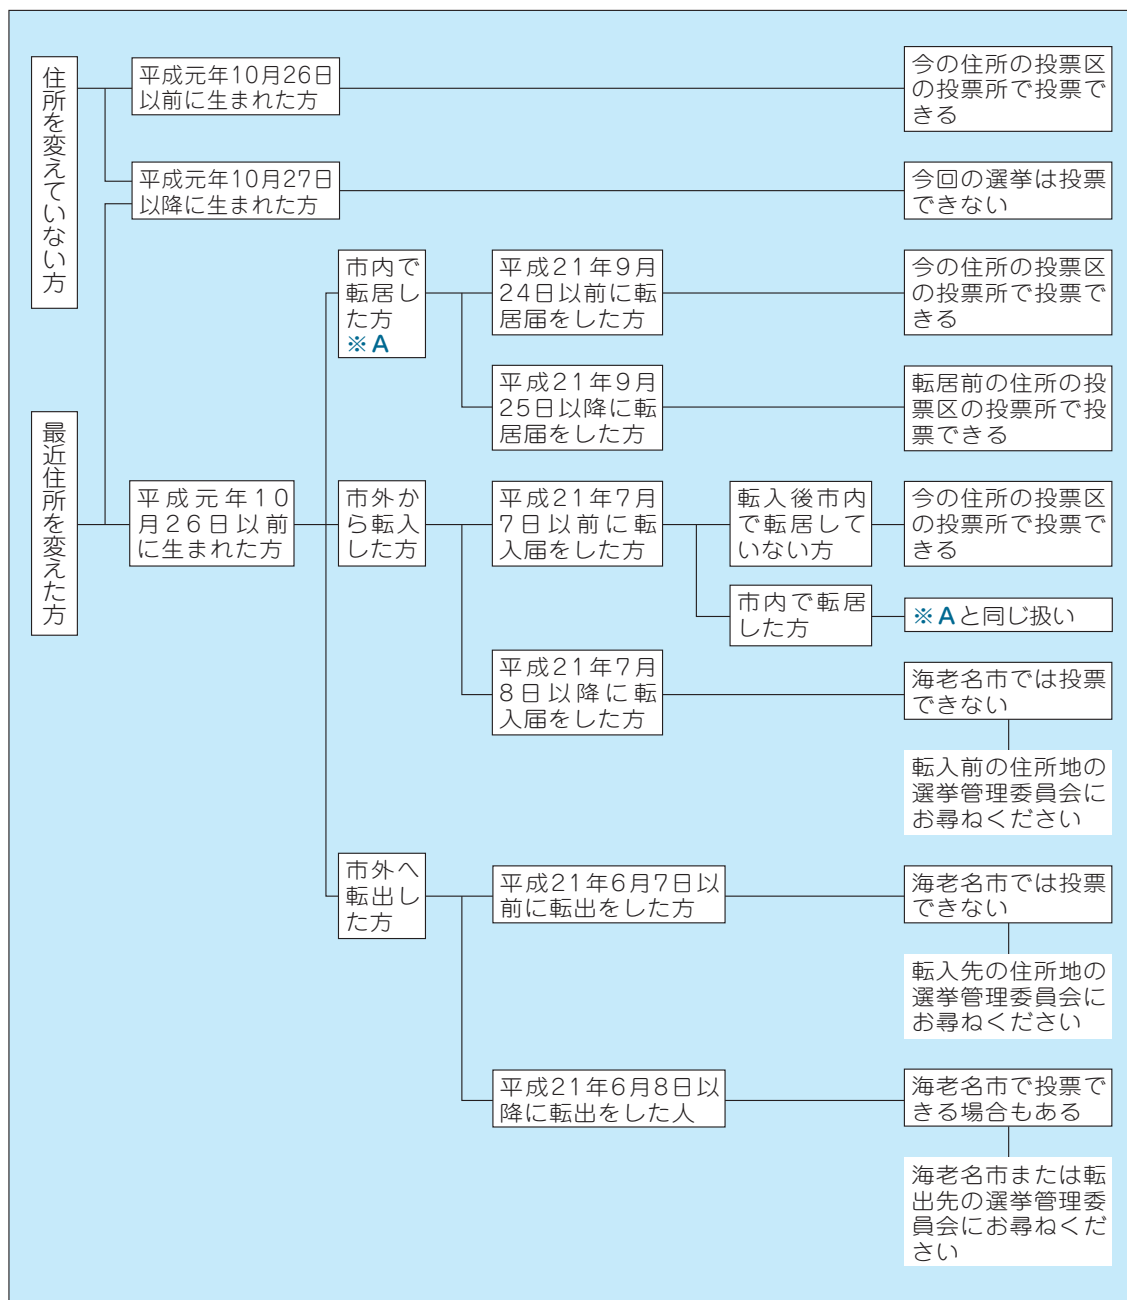 住所を変えていない方
平成元年10月26日
以前に生まれた方
今の住所の投票区
の投票所で投票で
きる
平成元年10月27日
以降に生まれた方
今回の選挙は投票
できない
最近住所を変えた方
平成元年10
月26日以前
に生まれた方
市内で
転居し
た方
※A
平成21年9月
24日以前に転
居届をした方
今の住所の投票区
の投票所で投票で
きる
平成21年9月
25日以降に転
居届をした方
転居前の住所の投
票区の投票所で投
票できる
市外か
ら転入
した方
平成21年7月
7日以前に転
入届をした方
転入後市内
で転居して
いない方
今の住所の投票区
の投票所で投票で
きる
市内で転居
した方
※Aと同じ扱い
平成21年7月
8日以降に転
入届をした方
海老名市では投票
できない
転入前の住所地の
選挙管理委員会に
お尋ねください
市外へ
転出し
た方
平成21年6月7日以
前に転出をした方
海老名市では投票
できない
転入先の住所地の
選挙管理委員会に
お尋ねください
平成21年6月8日以
降に転出をした人
海老名市で投票で
きる場合もある
海老名市または転
出先の選挙管理委
員会にお尋ねくだ
さい